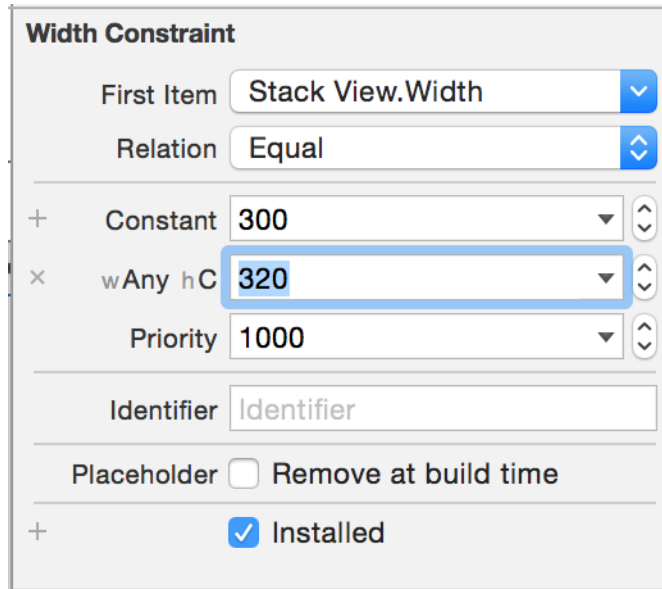 Width Constraint
First Item Stack View.Width
Relation Equal
+ Constant 300
× wAny hC 320
Priority 1000
Identifier Identifier
Placeholder Remove at build time
+ Installed